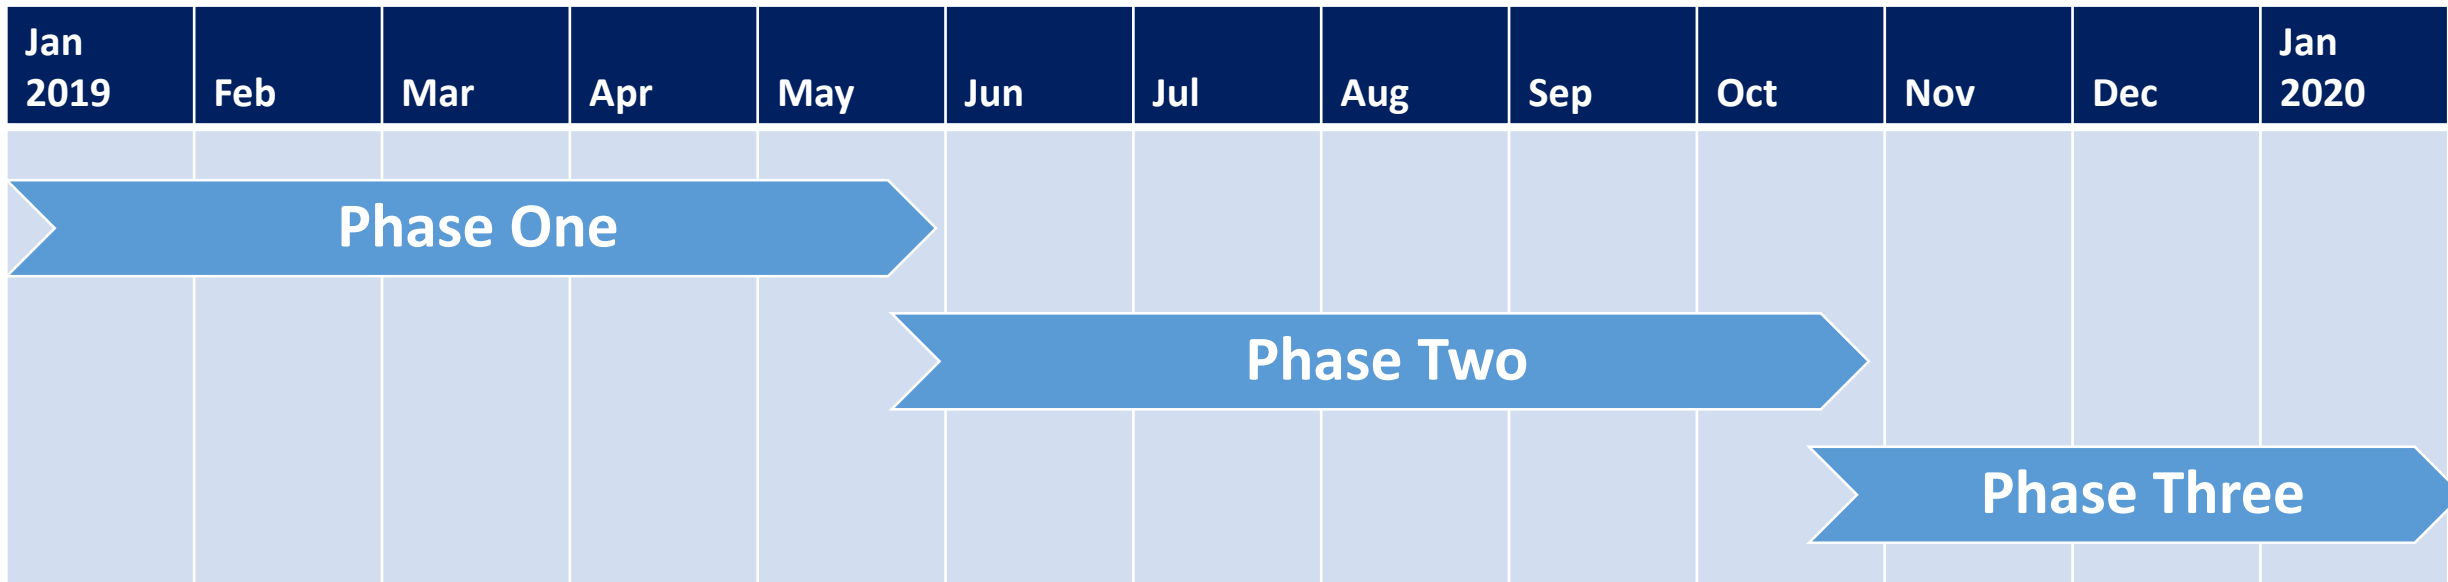 Jan
2019
Feb
Mar
Apr
May
Jun
Jul
Aug
Sep
Oct
Nov
Dec
Jan
2020
Phase One
Phase Two
Phase Three